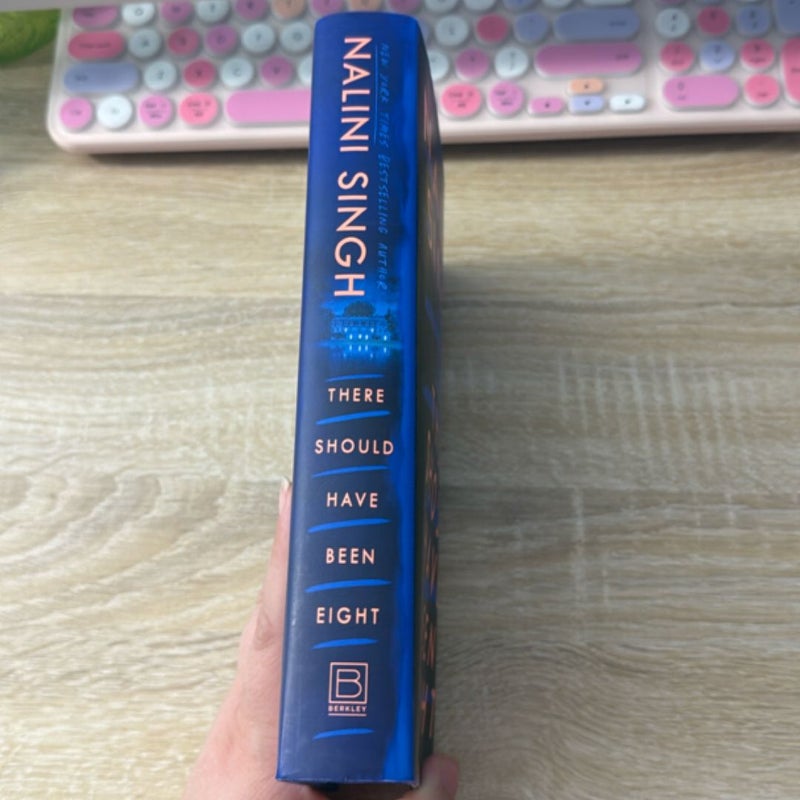 NEW YORK TIMES BESTSELLING AUTHOR
NALINI SINGH
THERE
SHOULD
HAVE
BEEN
EIGHT
B
BERKLEY